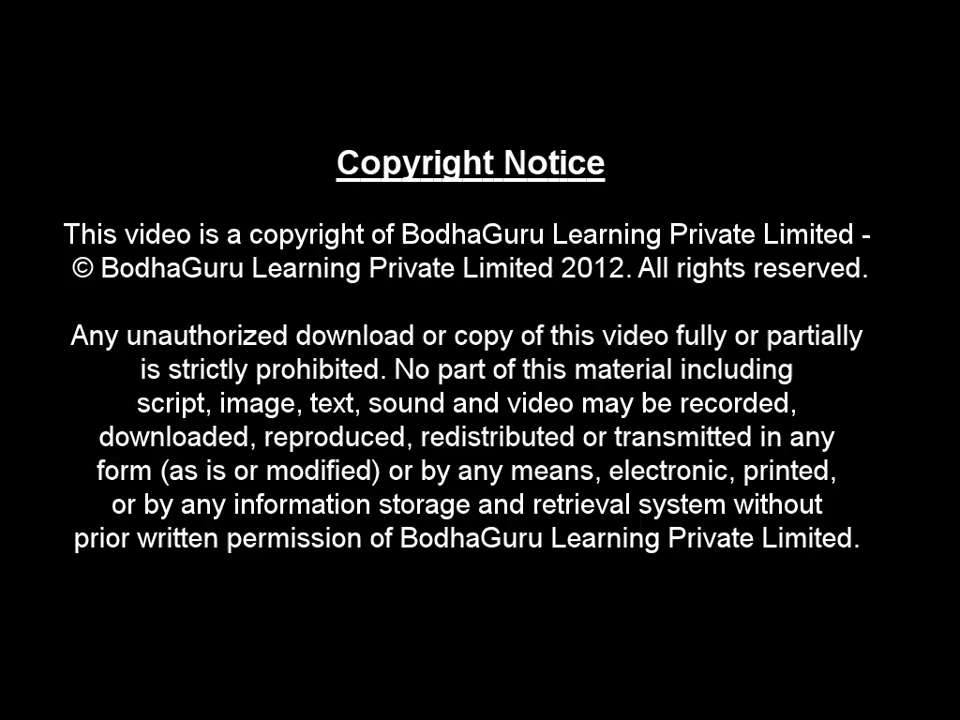 Copyright Notice
This video is a copyright of BodhaGuru Learning Private Limited -
© BodhaGuru Learning Private Limited 2012. All rights reserved.
Any unauthorized download or copy of this video fully or partially
is strictly prohibited. No part of this material including
script, image, text, sound and video may be recorded,
downloaded, reproduced, redistributed or transmitted in any
form (as is or modified) or by any means, electronic, printed,
or by any information storage and retrieval system without
prior written permission of BodhaGuru Learning Private Limited.